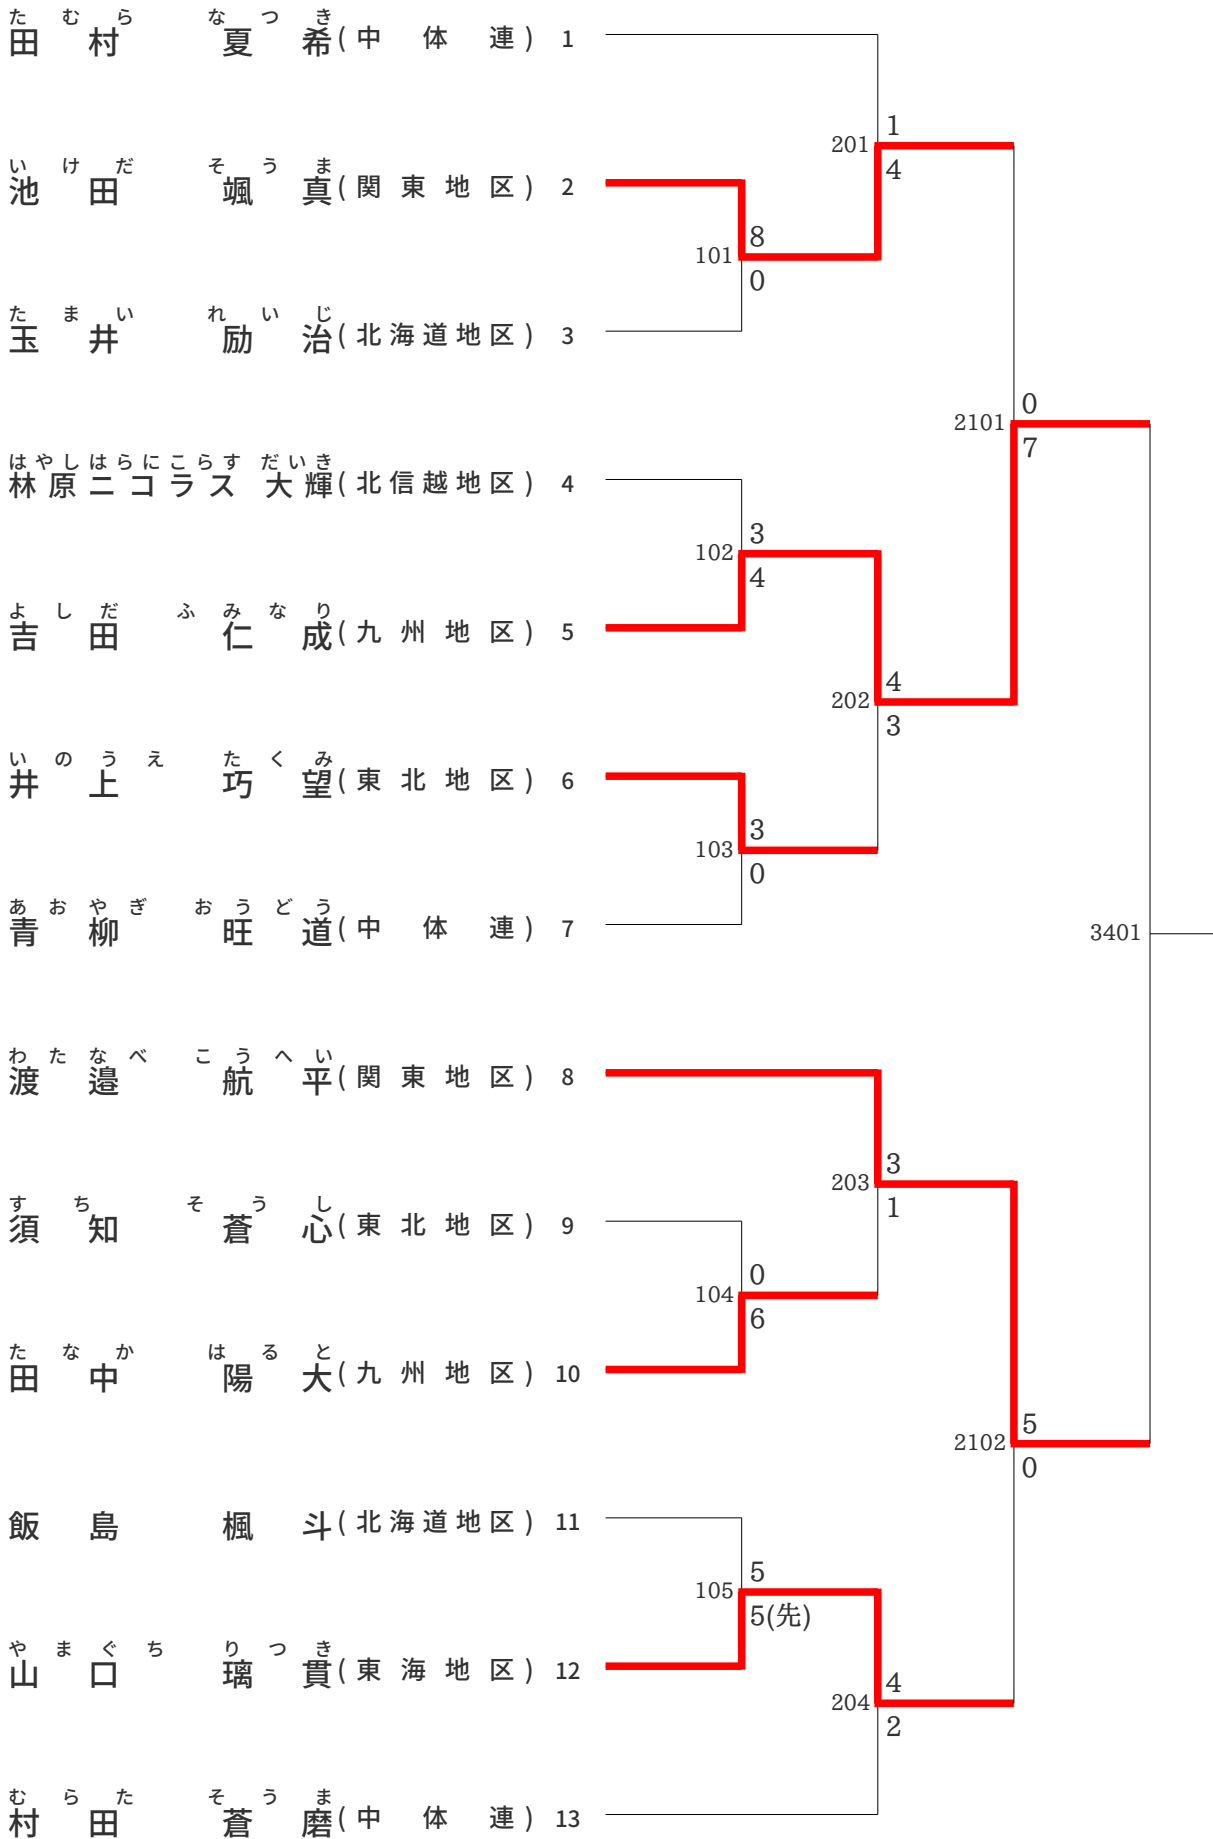 たむら なつき
田村 夏希(中体連) 1
1
201
4
いけだ そうま
池田 颯真(関東地区) 2
8
101
0
たまい れいじ
玉井 励治(北海道地区) 3
0
2101
7
はやしはらにこらす だいき
林原ニコラス 大輝(北信越地区) 4
3
102
4
よしだ ふみなり
吉田 仁成(九州地区) 5
4
202
3
いのうえ たくみ
井上 巧望(東北地区) 6
3
103
0
あおやぎ おうどう
青柳 旺道(中体連) 7
3401
わたなべ こうへい
渡邉 航平(関東地区) 8
3
203
1
すち そうし
須知 蒼心(東北地区) 9
0
104
6
たなか はると
田中 陽大(九州地区) 10
5
2102
0
飯島 楓斗(北海道地区) 11
5
105
5(先)
やまぐち りつき
山口 璃貫(東海地区) 12
4
204
2
むらた そうま
村田 蒼磨(中体連) 13